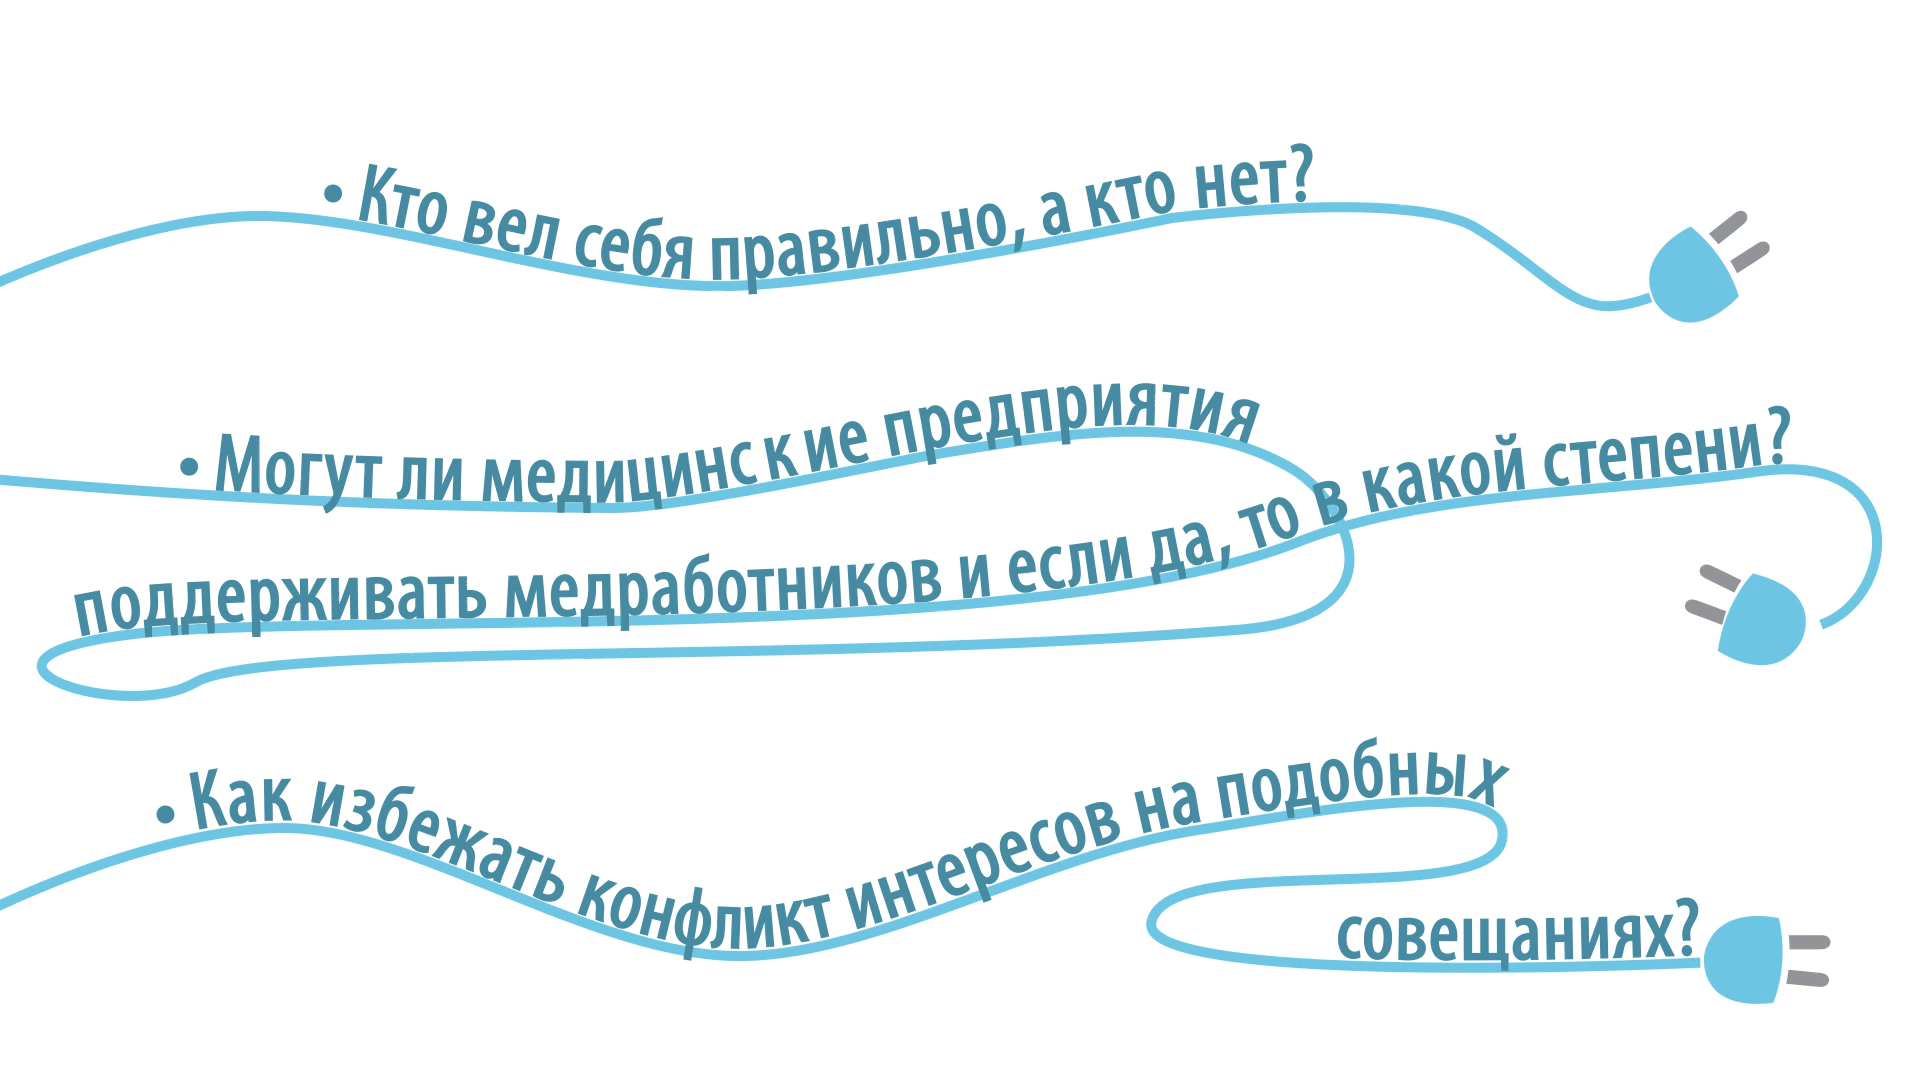 • Кто вел себя правильно, а кто нет?
• Могут ли медицинские предприятия
поддерживать медработников и если да, то в какой степени?
• Как избежать конфликт интересов на подобных
совещаниях?